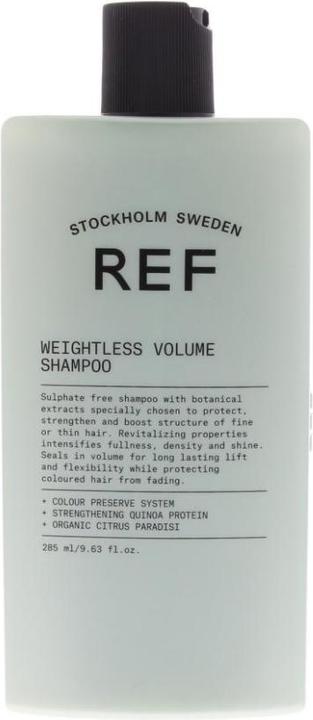 STOCKHOLM SWEDEN
REF
WEIGHTLESS VOLUME
SHAMPOO
Sulphate free shampoo with botanical
extracts specially chosen to protect,
strengthen and boost structure of fine
or thin hair. Revitalizing properties
intensifies fullness, density and shine.
Seals in volume for long lasting lift
and flexibility while protecting
coloured hair from fading.
+ COLOUR PRESERVE SYSTEM
+ STRENGTHENING QUINOA PROTEIN
+ ORGANIC CITRUS PARADISI
285 ml/9.63 fl.oz.